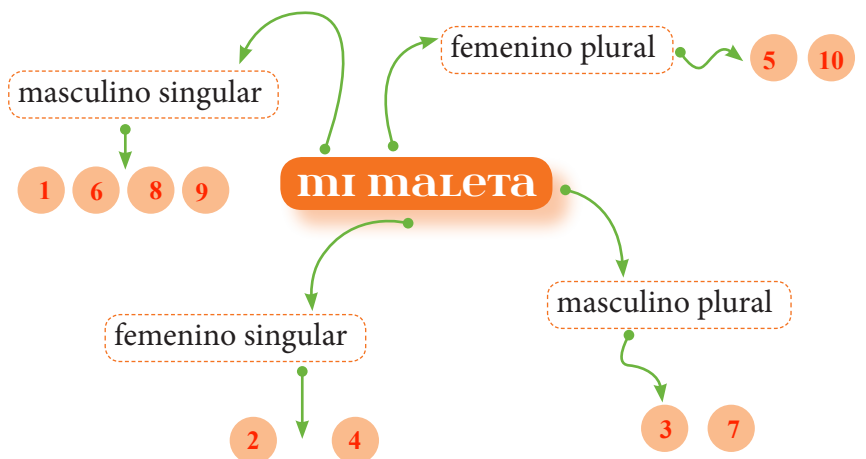 femenino plural
5 10
masculino singular
1 6 8 9
mi maleta
masculino plural
femenino singular
3 7
2 4